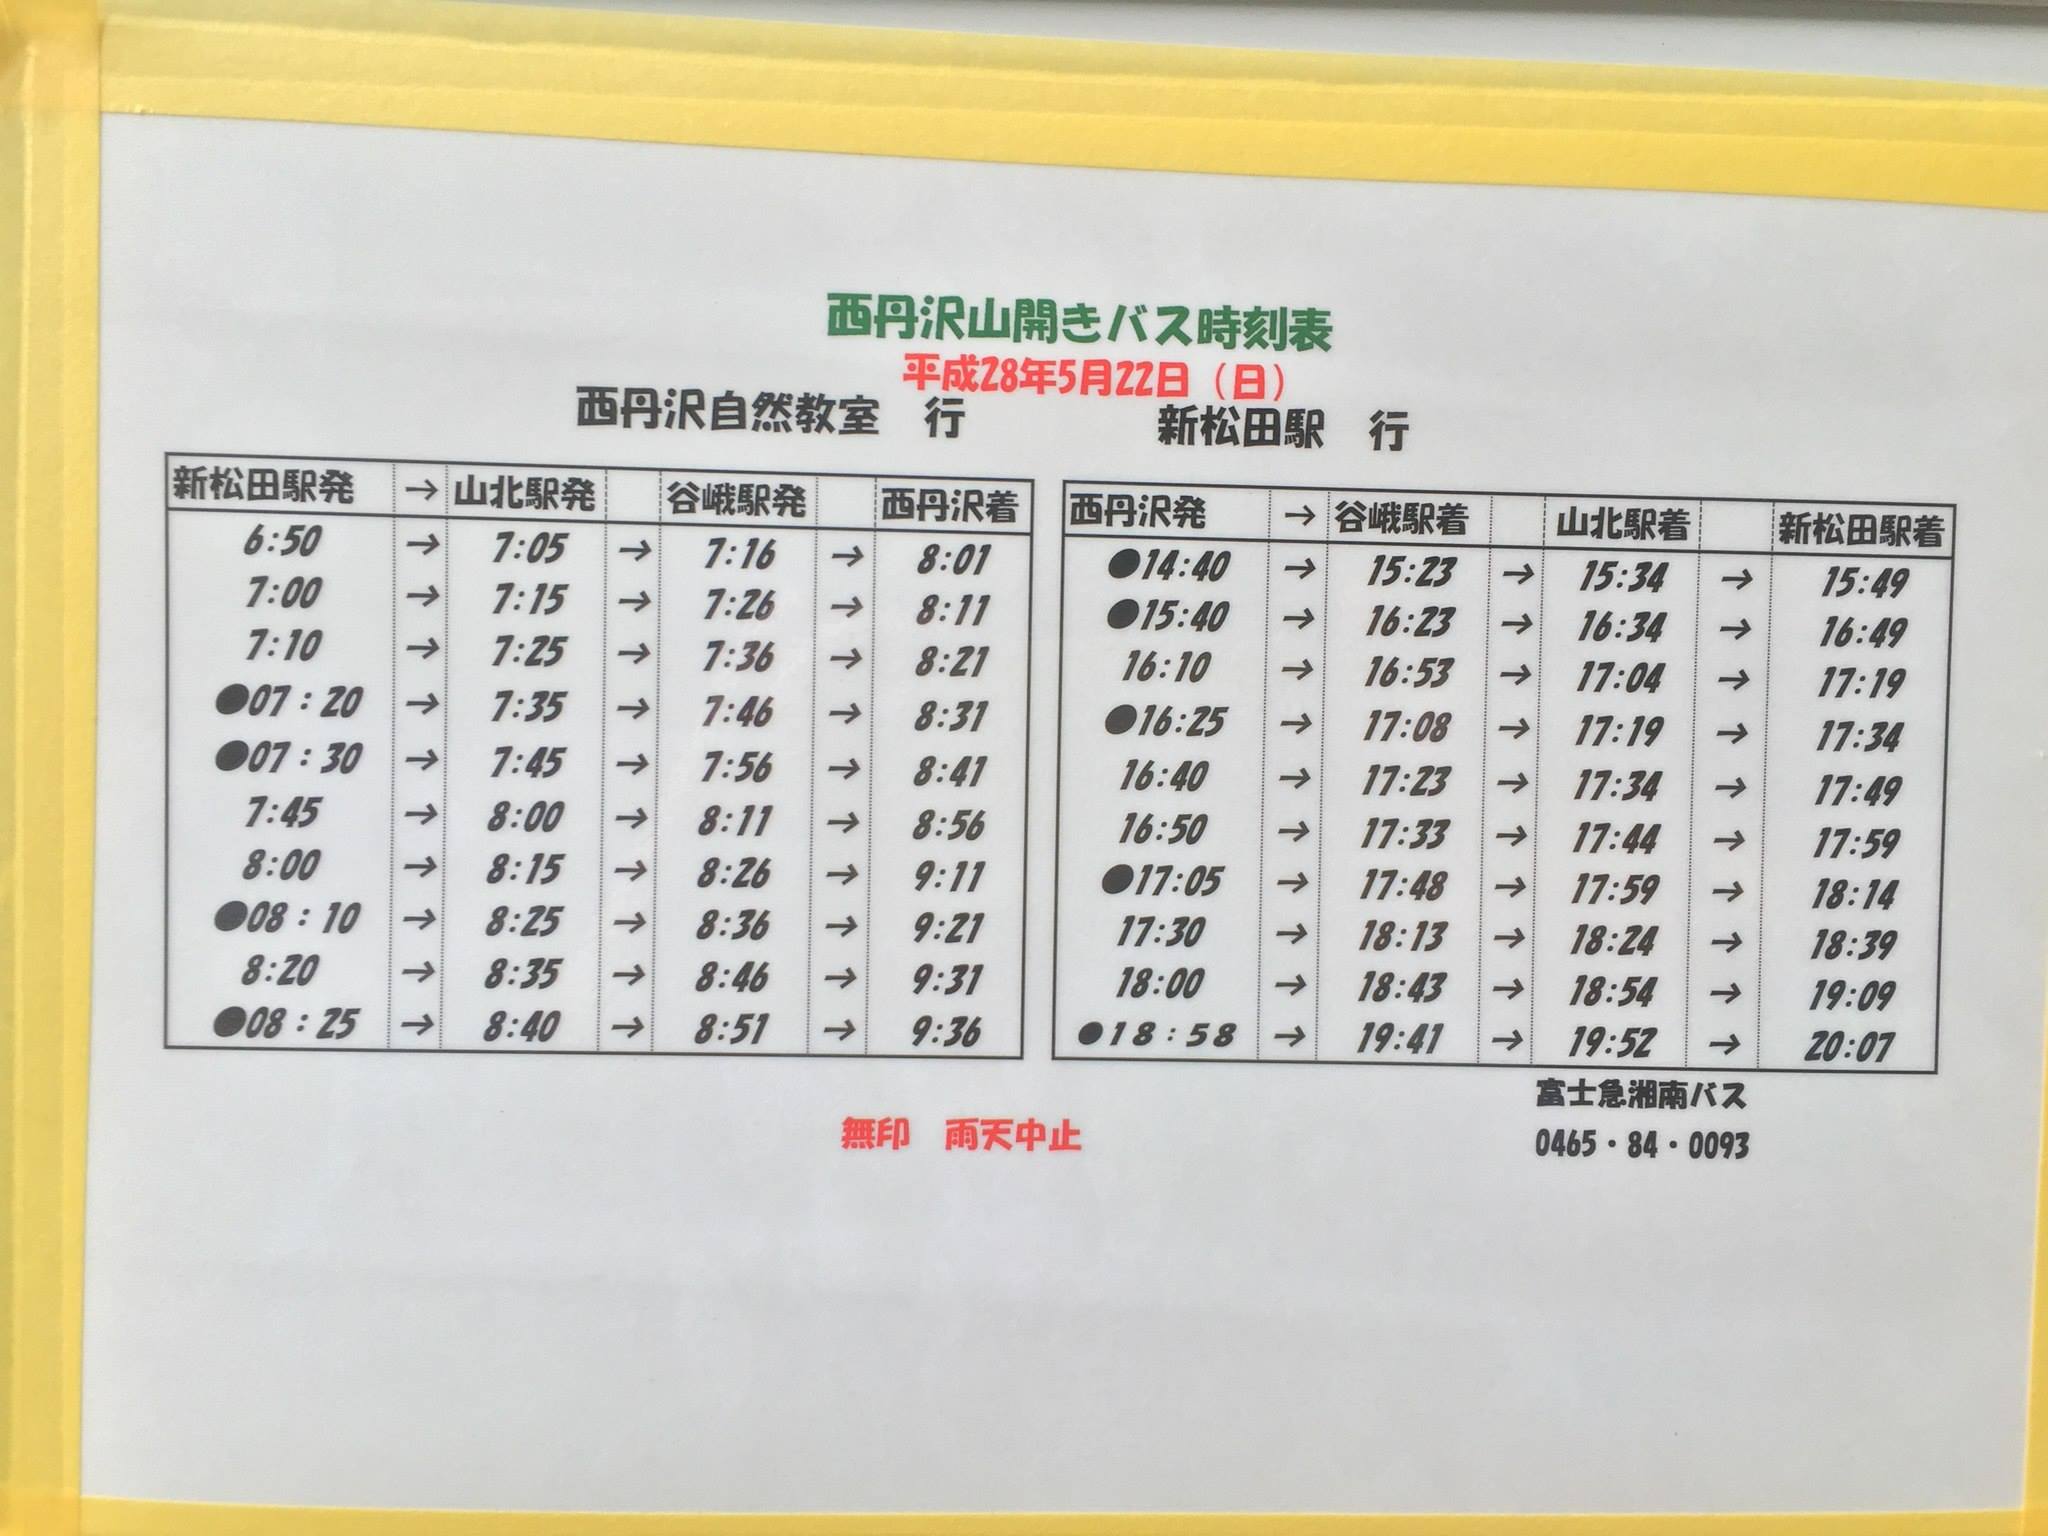 西丹沢山開きバス時刻表
平成28年5月22日（日）
西丹沢自然教室　行　新松田駅　行
新松田駅発 → 山北駅発 谷峨駅発 西丹沢着
6:50 → 7:05 → 7:16 → 8:01
7:00 → 7:15 → 7:26 → 8:11
7:10 → 7:25 → 7:36 → 8:21
●07：20 → 7:35 → 7:46 → 8:31
●07：30 → 7:45 → 7:56 → 8:41
7:45 → 8:00 → 8:11 → 8:56
8:00 → 8:15 → 8:26 → 9:11
●08：10 → 8:25 → 8:36 → 9:21
8:20 → 8:35 → 8:46 → 9:31
●08：25 → 8:40 → 8:51 → 9:36
西丹沢発 → 谷峨駅着 山北駅着 新松田駅着
●14:40 → 15:23 → 15:34 → 15:49
●15:40 → 16:23 → 16:34 → 16:49
16:10 → 16:53 → 17:04 → 17:19
●16:25 → 17:08 → 17:19 → 17:34
16:40 → 17:23 → 17:34 → 17:49
16:50 → 17:33 → 17:44 → 17:59
●17:05 → 17:48 → 17:59 → 18:14
17:30 → 18:13 → 18:24 → 18:39
18:00 → 18:43 → 18:54 → 19:09
●１８：５８ → 19:41 → 19:52 → 20:07
無印　雨天中止
富士急湘南バス
0465・84・0093